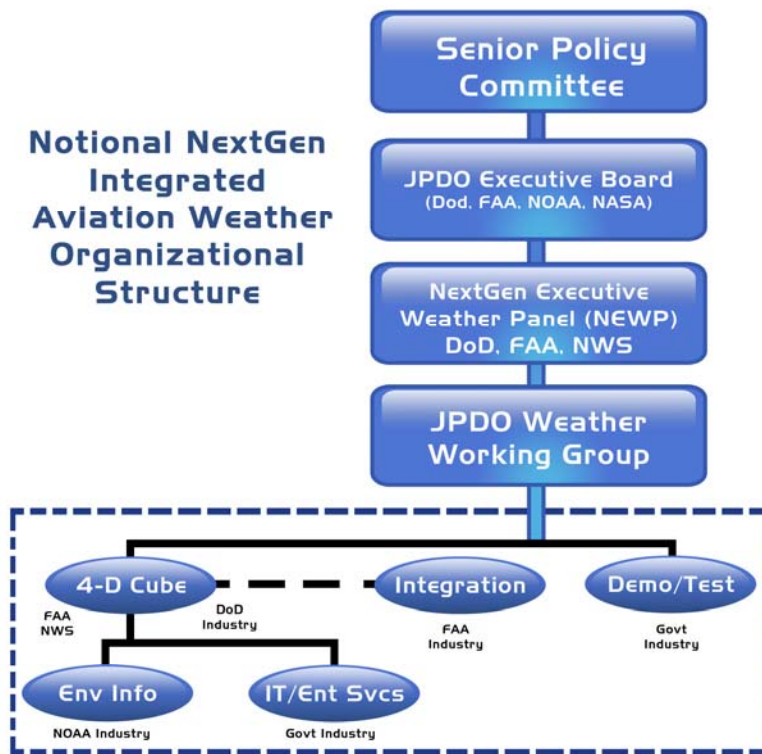 Senior Policy
Committee
Notional NextGen
Integrated
Aviation Weather
Organizational
Structure
JPDO Executive Board
(Dod, FAA, NOAA, NASA)
NextGen Executive
Weather Panel (NEWP)
DoD, FAA, NWS
JPDO Weather
Working Group
4-D Cube
Integration
Demo/Test
FAA
NWS
DoD
Industry
FAA
Industry
Govt
Industry
Env Info
IT/Ent Svcs
NOAA Industry
Govt Industry